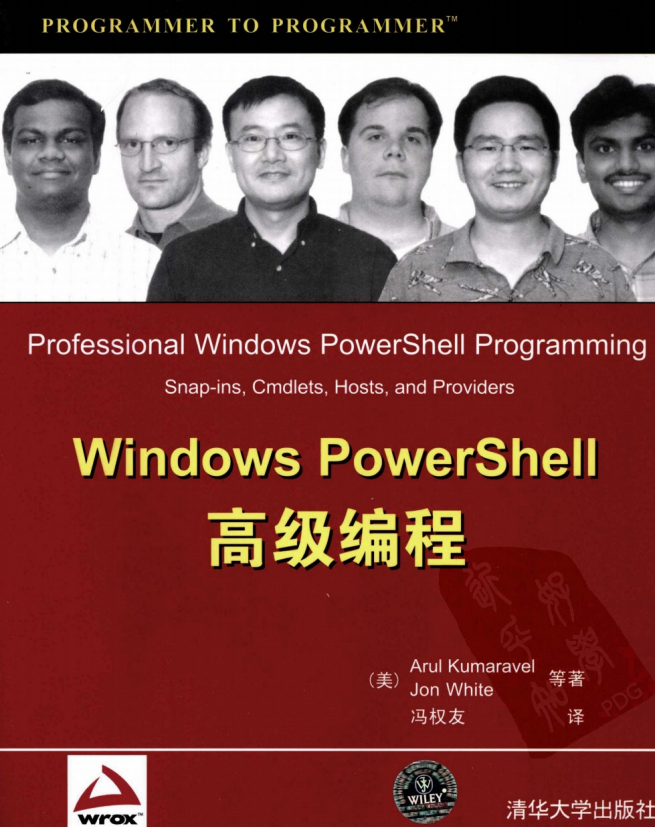 PROGRAMMER TO PROGRAMMER™
Professional Windows PowerShell Programming
Snap-ins, Cmdlets, Hosts, and Providers
Windows PowerShell
高级编程
（美） Arul Kumaravel
Jon White 等著
冯权友 译
PDG
wrox™
WILEY
清华大学出版社